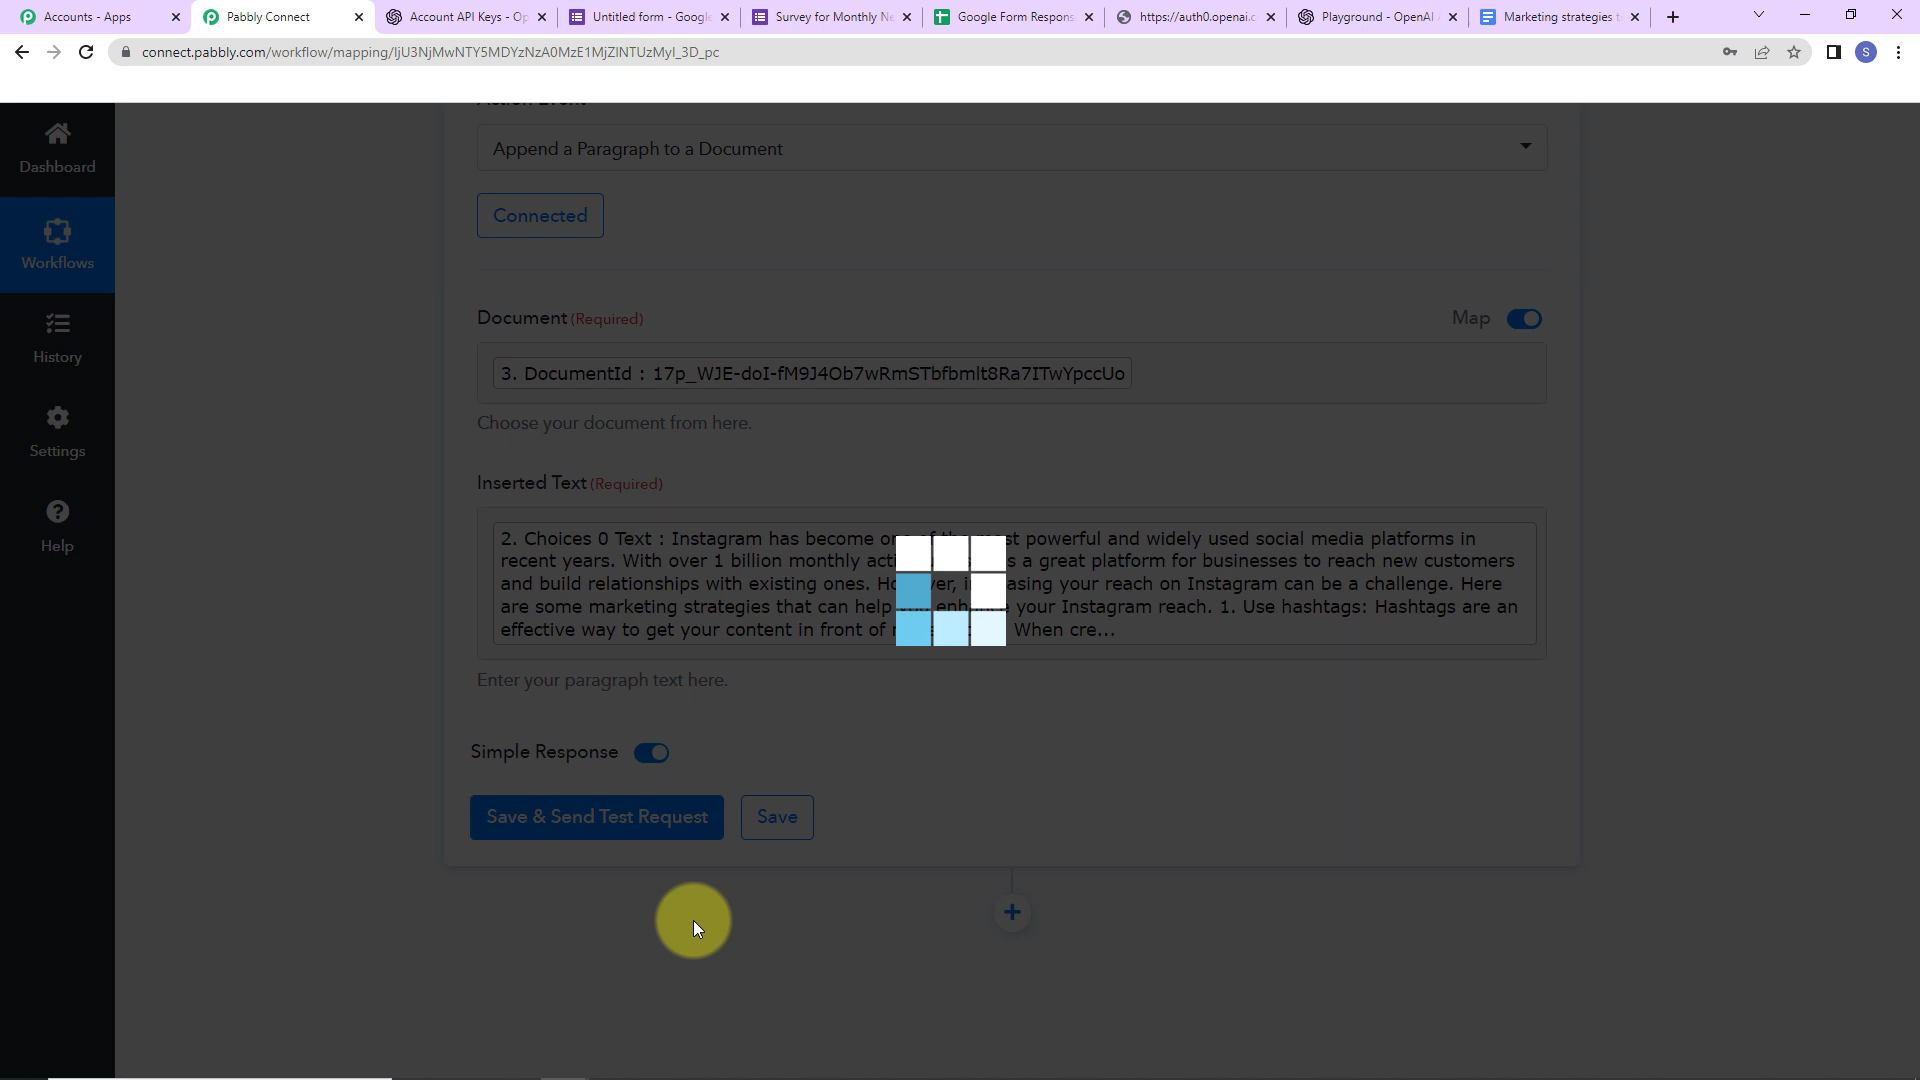 Accounts - Apps
Pabbly Connect
Account API Keys - Op
Untitled form - Google
Survey for Monthly Ne
Google Form Respons
https://auth0.openai.c
Playground - OpenAI A
Marketing strategies t
connect.pabbly.com/workflow/mapping/IjU3NjMwNTY5MDYzNzA0MzE1MjZlNTUzMyI_3D_pc
S
Dashboard
Workflows
History
Settings
Help
Action Event
Append a Paragraph to a Document
Connected
Document (Required)
Map
3. DocumentId : 17p_WJE-doI-fM9J4Ob7wRmSTbfbmlt8Ra7ITwYpccUo
Choose your document from here.
Inserted Text (Required)
2. Choices 0 Text : Instagram has become one of the most powerful and widely used social media platforms in
recent years. With over 1 billion monthly acti s a great platform for businesses to reach new customers
and build relationships with existing ones. However, increasing your reach on Instagram can be a challenge. Here
are some marketing strategies that can help enh your Instagram reach. 1. Use hashtags: Hashtags are an
effective way to get your content in front of When cre...
Enter your paragraph text here.
Simple Response
Save & Send Test Request
Save
+